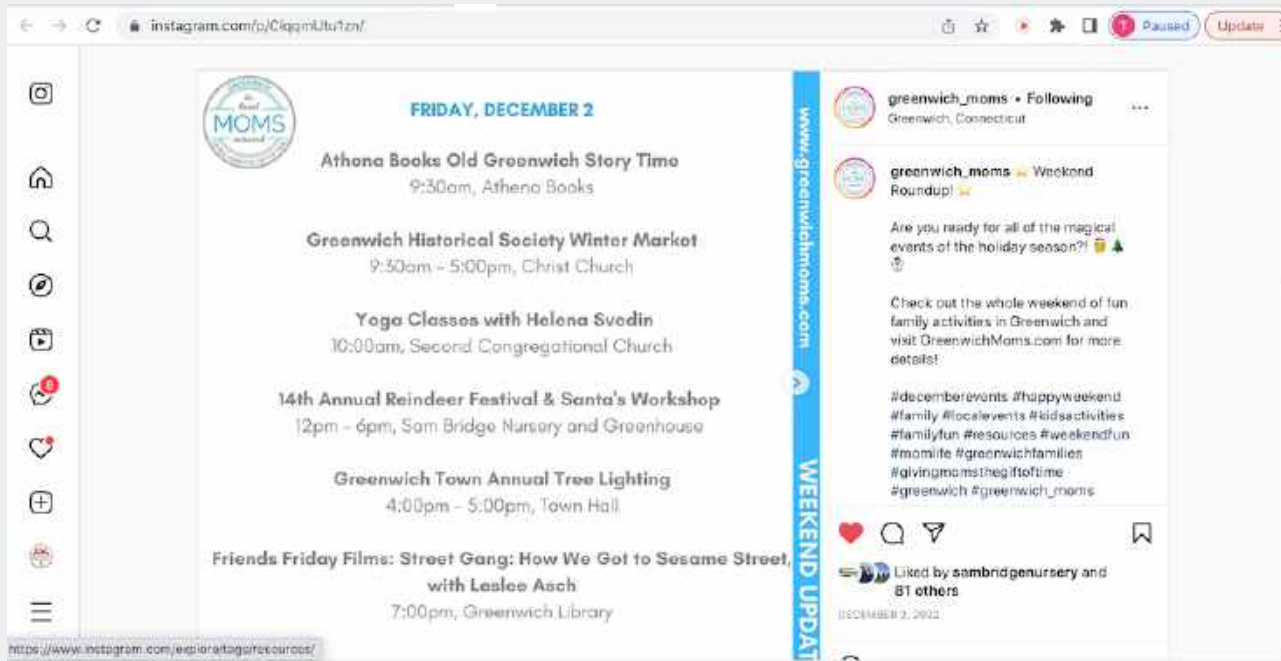 instagram.com/p/ClqqmUtu1zn/
Paused
Update
the
local
MOMS
network
FRIDAY, DECEMBER 2
Athena Books Old Greenwich Story Time
9:30am, Athena Books
Greenwich Historical Society Winter Market
9:30am – 5:00pm, Christ Church
Yoga Classes with Helena Svedin
10:00am, Second Congregational Church
14th Annual Reindeer Festival & Santa's Workshop
12pm – 6pm, Sam Bridge Nursery and Greenhouse
Greenwich Town Annual Tree Lighting
4:00pm – 5:00pm, Town Hall
Friends Friday Films: Street Gang: How We Got to Sesame Street,
with Leslee Asch
7:00pm, Greenwich Library
www.greenwichmoms.com
WEEKEND UPDAT
greenwich_moms • Following
Greenwich, Connecticut
greenwich_moms Weekend
Roundup!
Are you ready for all of the magical
events of the holiday season?!
Check out the whole weekend of fun
family activities in Greenwich and
visit GreenwichMoms.com for more
details!
#decemberevents #happyweekend
#family #localevents #kidsactivities
#familyfun #resources #weekendfun
#momlife #greenwichfamilies
#givingmomsthegiftoftime
#greenwich #greenwich_moms
Liked by sambridgenursery and
81 others
DECEMBER 2, 2022
https://www.instagram.com/explore/tags/resources/